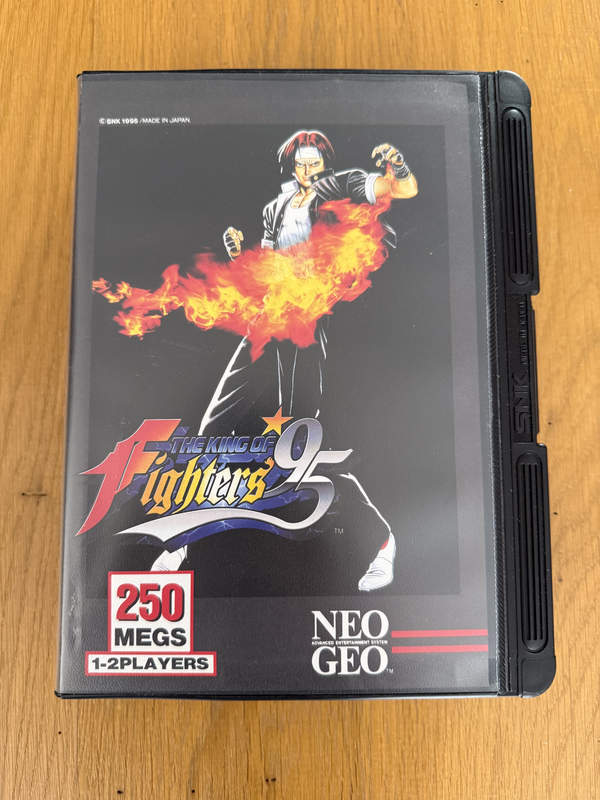 © SNK 1995 / MADE IN JAPAN
THE KING OF
Fighters '95
TM
250
MEGS
1-2PLAYERS
NEO
ADVANCED ENTERTAINMENT SYSTEM
GEO TM
SNK